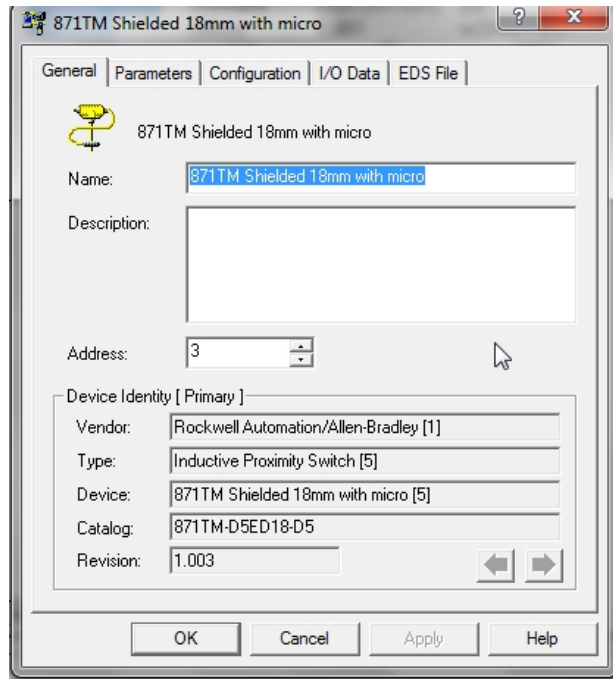 871TM Shielded 18mm with micro
General Parameters Configuration I/O Data EDS File
871TM Shielded 18mm with micro
Name: 871TM Shielded 18mm with micro
Description:
Address: 3
Device Identity [ Primary ]
Vendor: Rockwell Automation/Allen-Bradley [1]
Type: Inductive Proximity Switch [5]
Device: 871TM Shielded 18mm with micro [5]
Catalog: 871TM-D5ED18-D5
Revision: 1.003
OK Cancel Apply Help